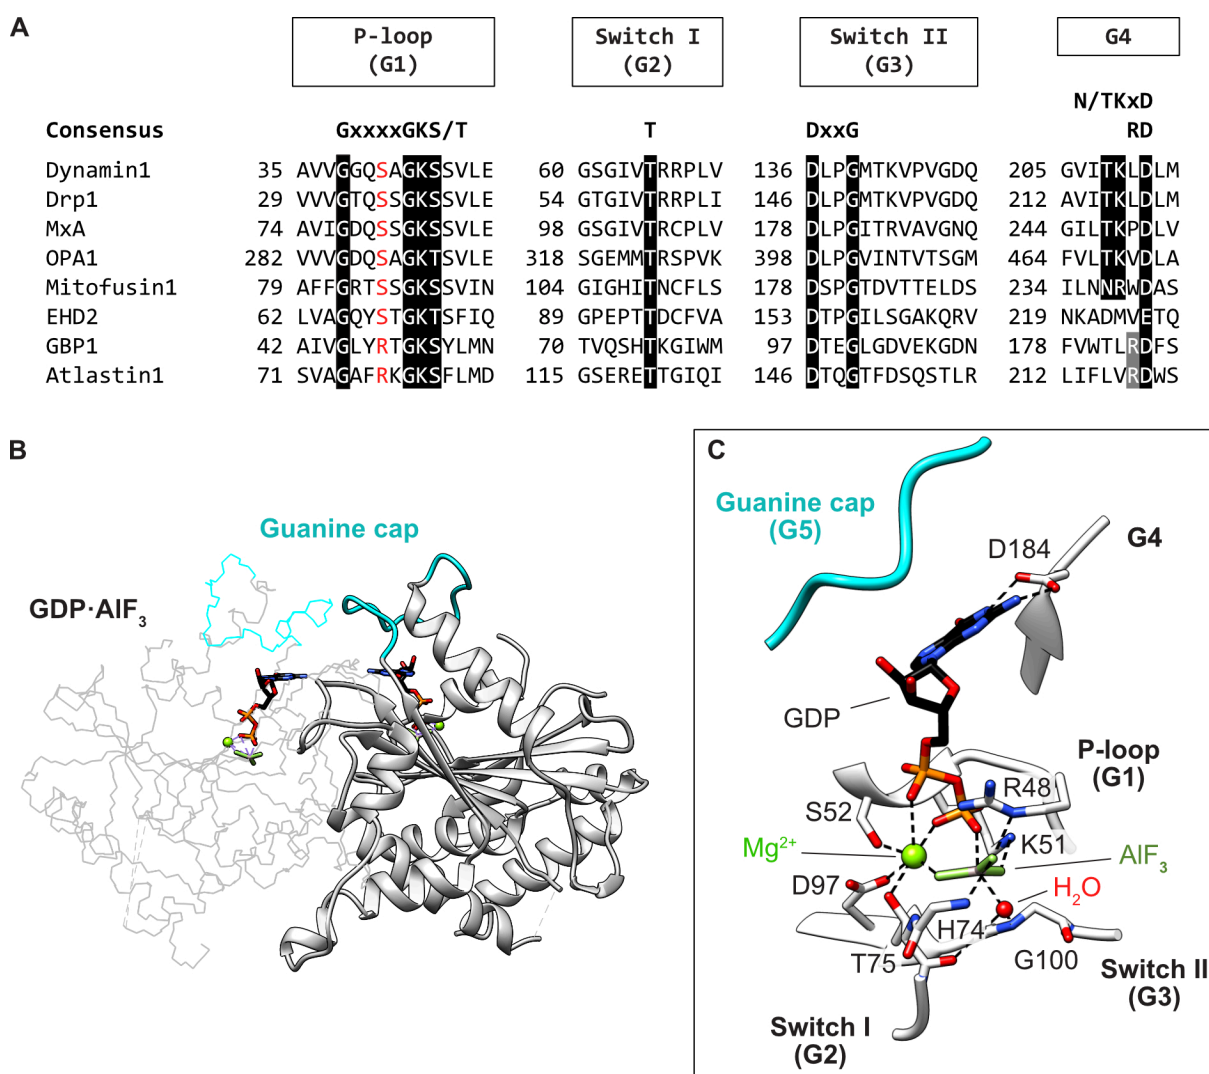 A
P-loop (G1) Switch I (G2) Switch II (G3) G4
N/TKxD
Consensus GxxxxGKS/T T DxxG RD
Dynamin1 35 AVVGGQSAGKSSVLE 60 GSGIVTRRPLV 136 DLPGMTKVPVGDQ 205 GVITKLDLM
Drp1 29 VVVGTQSSGKSSVLE 54 GTGIVTRRPLI 146 DLPGMTKVPVGDQ 212 AVITKLDLM
MxA 74 AVIGDQSSGKSSVLE 98 GSGIVTRCPLV 178 DLPGITRVAVGNQ 244 GILTKPDLV
OPA1 282 VVVGDQSAGKTSVLE 318 SGEMMTRSPVK 398 DLPGVINTVTSGM 464 FVLTKVDLA
Mitofusin1 79 AFFGRTSSGKSSVIN 104 GIGHITNCFLS 178 DSPGTDVTTELDS 234 ILNNRWDAS
EHD2 62 LVAGQYSTGKTSFIQ 89 GPEPTTDCFVA 153 DTPGILSGAKQRV 219 NKADMVETQ
GBP1 42 AIVGLYRTGKSYLMN 70 TVQSHTKGIWM 97 DTEGLGDVEKGDN 178 FVWTLRDFS
Atlastin1 71 SVAGAFRKGKSFLMD 115 GSERETTGIQI 146 DTQGTFDSQSTLR 212 LIFLVRDWS
B
Guanine cap
GDP·AlF₃
C
Guanine cap
(G5)
D184
G4
GDP
P-loop
(G1)
R48
S52
K51
Mg²⁺
AlF₃
D97
H₂O
H74
T75
G100
Switch II
(G3)
Switch I
(G2)